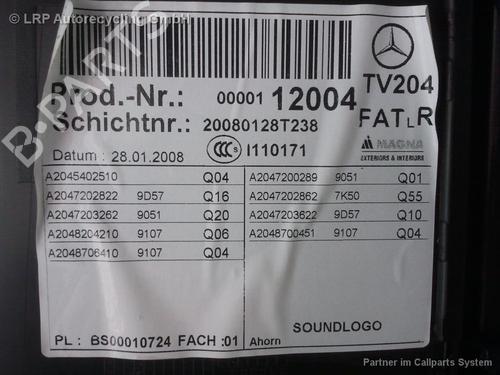 LRP Autorecycling GmbH
B-PARTS
Prod.-Nr.: 00001 12004
Schichtnr.: 20080128T238
TV204
FATLR
Datum : 28.01.2008 CCC S I110171
MAGNA
EXTERIORS & INTERIORS
A2045402510 Q04
A2047202822 9D57 Q16
A2047203262 9051 Q20
A2048204210 9107 Q06
A2048706410 9107 Q04
A2047200289 9051 Q01
A2047202862 7K50 Q55
A2047203622 9D57 Q10
A2048700451 9107 Q04
SOUNDLOGO
PL : BS00010724 FACH :01 Ahorn
Partner im Callparts System